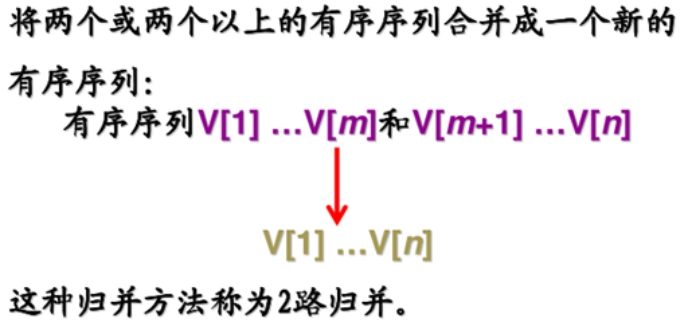 将两个或两个以上的有序序列合并成一个新的
有序序列:
有序序列V[1] …V[m]和V[m+1] …V[n]
V[1] …V[n]
这种归并方法称为2路归并。